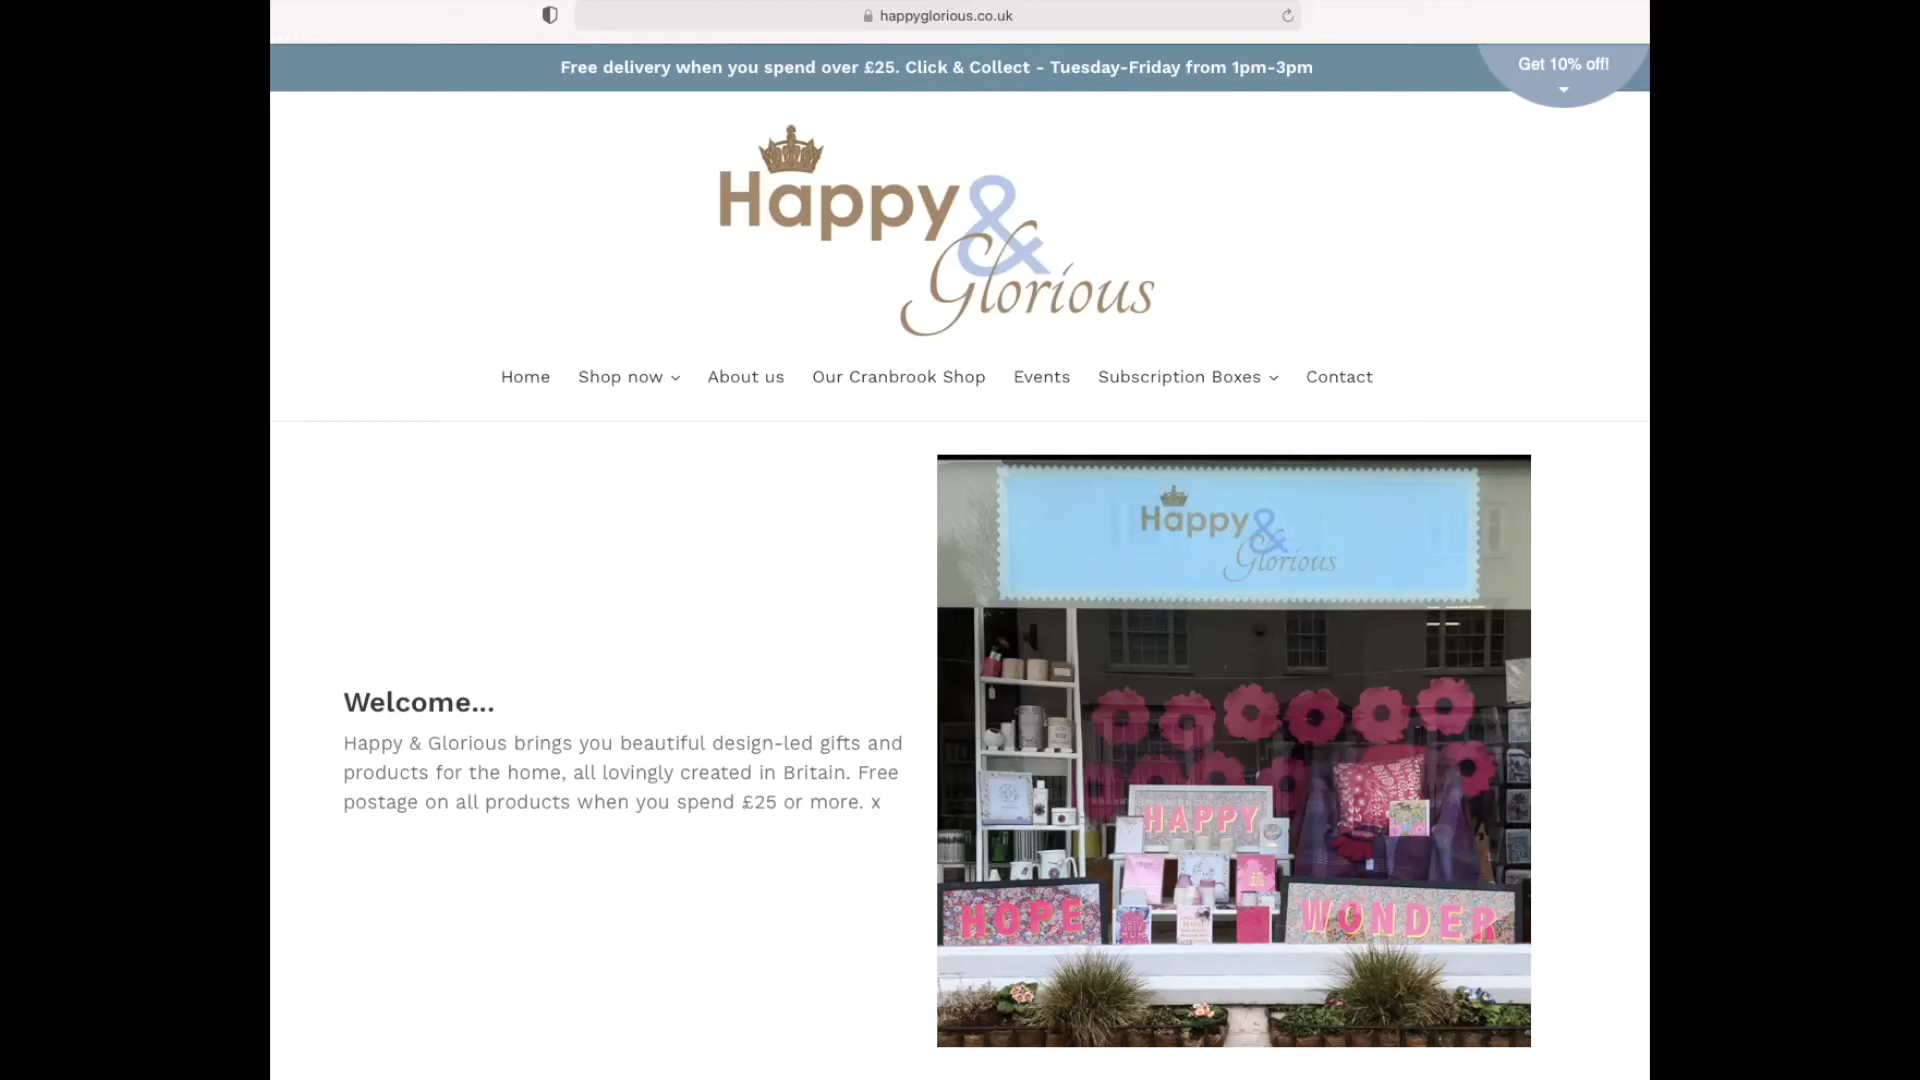 happyglorious.co.uk
Free delivery when you spend over £25. Click & Collect - Tuesday-Friday from 1pm-3pm
Get 10% off!
Happy &
Glorious
Home
Shop now
About us
Our Cranbrook Shop
Events
Subscription Boxes
Contact
Happy &
Glorious
Welcome...
Happy & Glorious brings you beautiful design-led gifts and
products for the home, all lovingly created in Britain. Free
postage on all products when you spend £25 or more. x
HAPPY
HOPE
WONDER